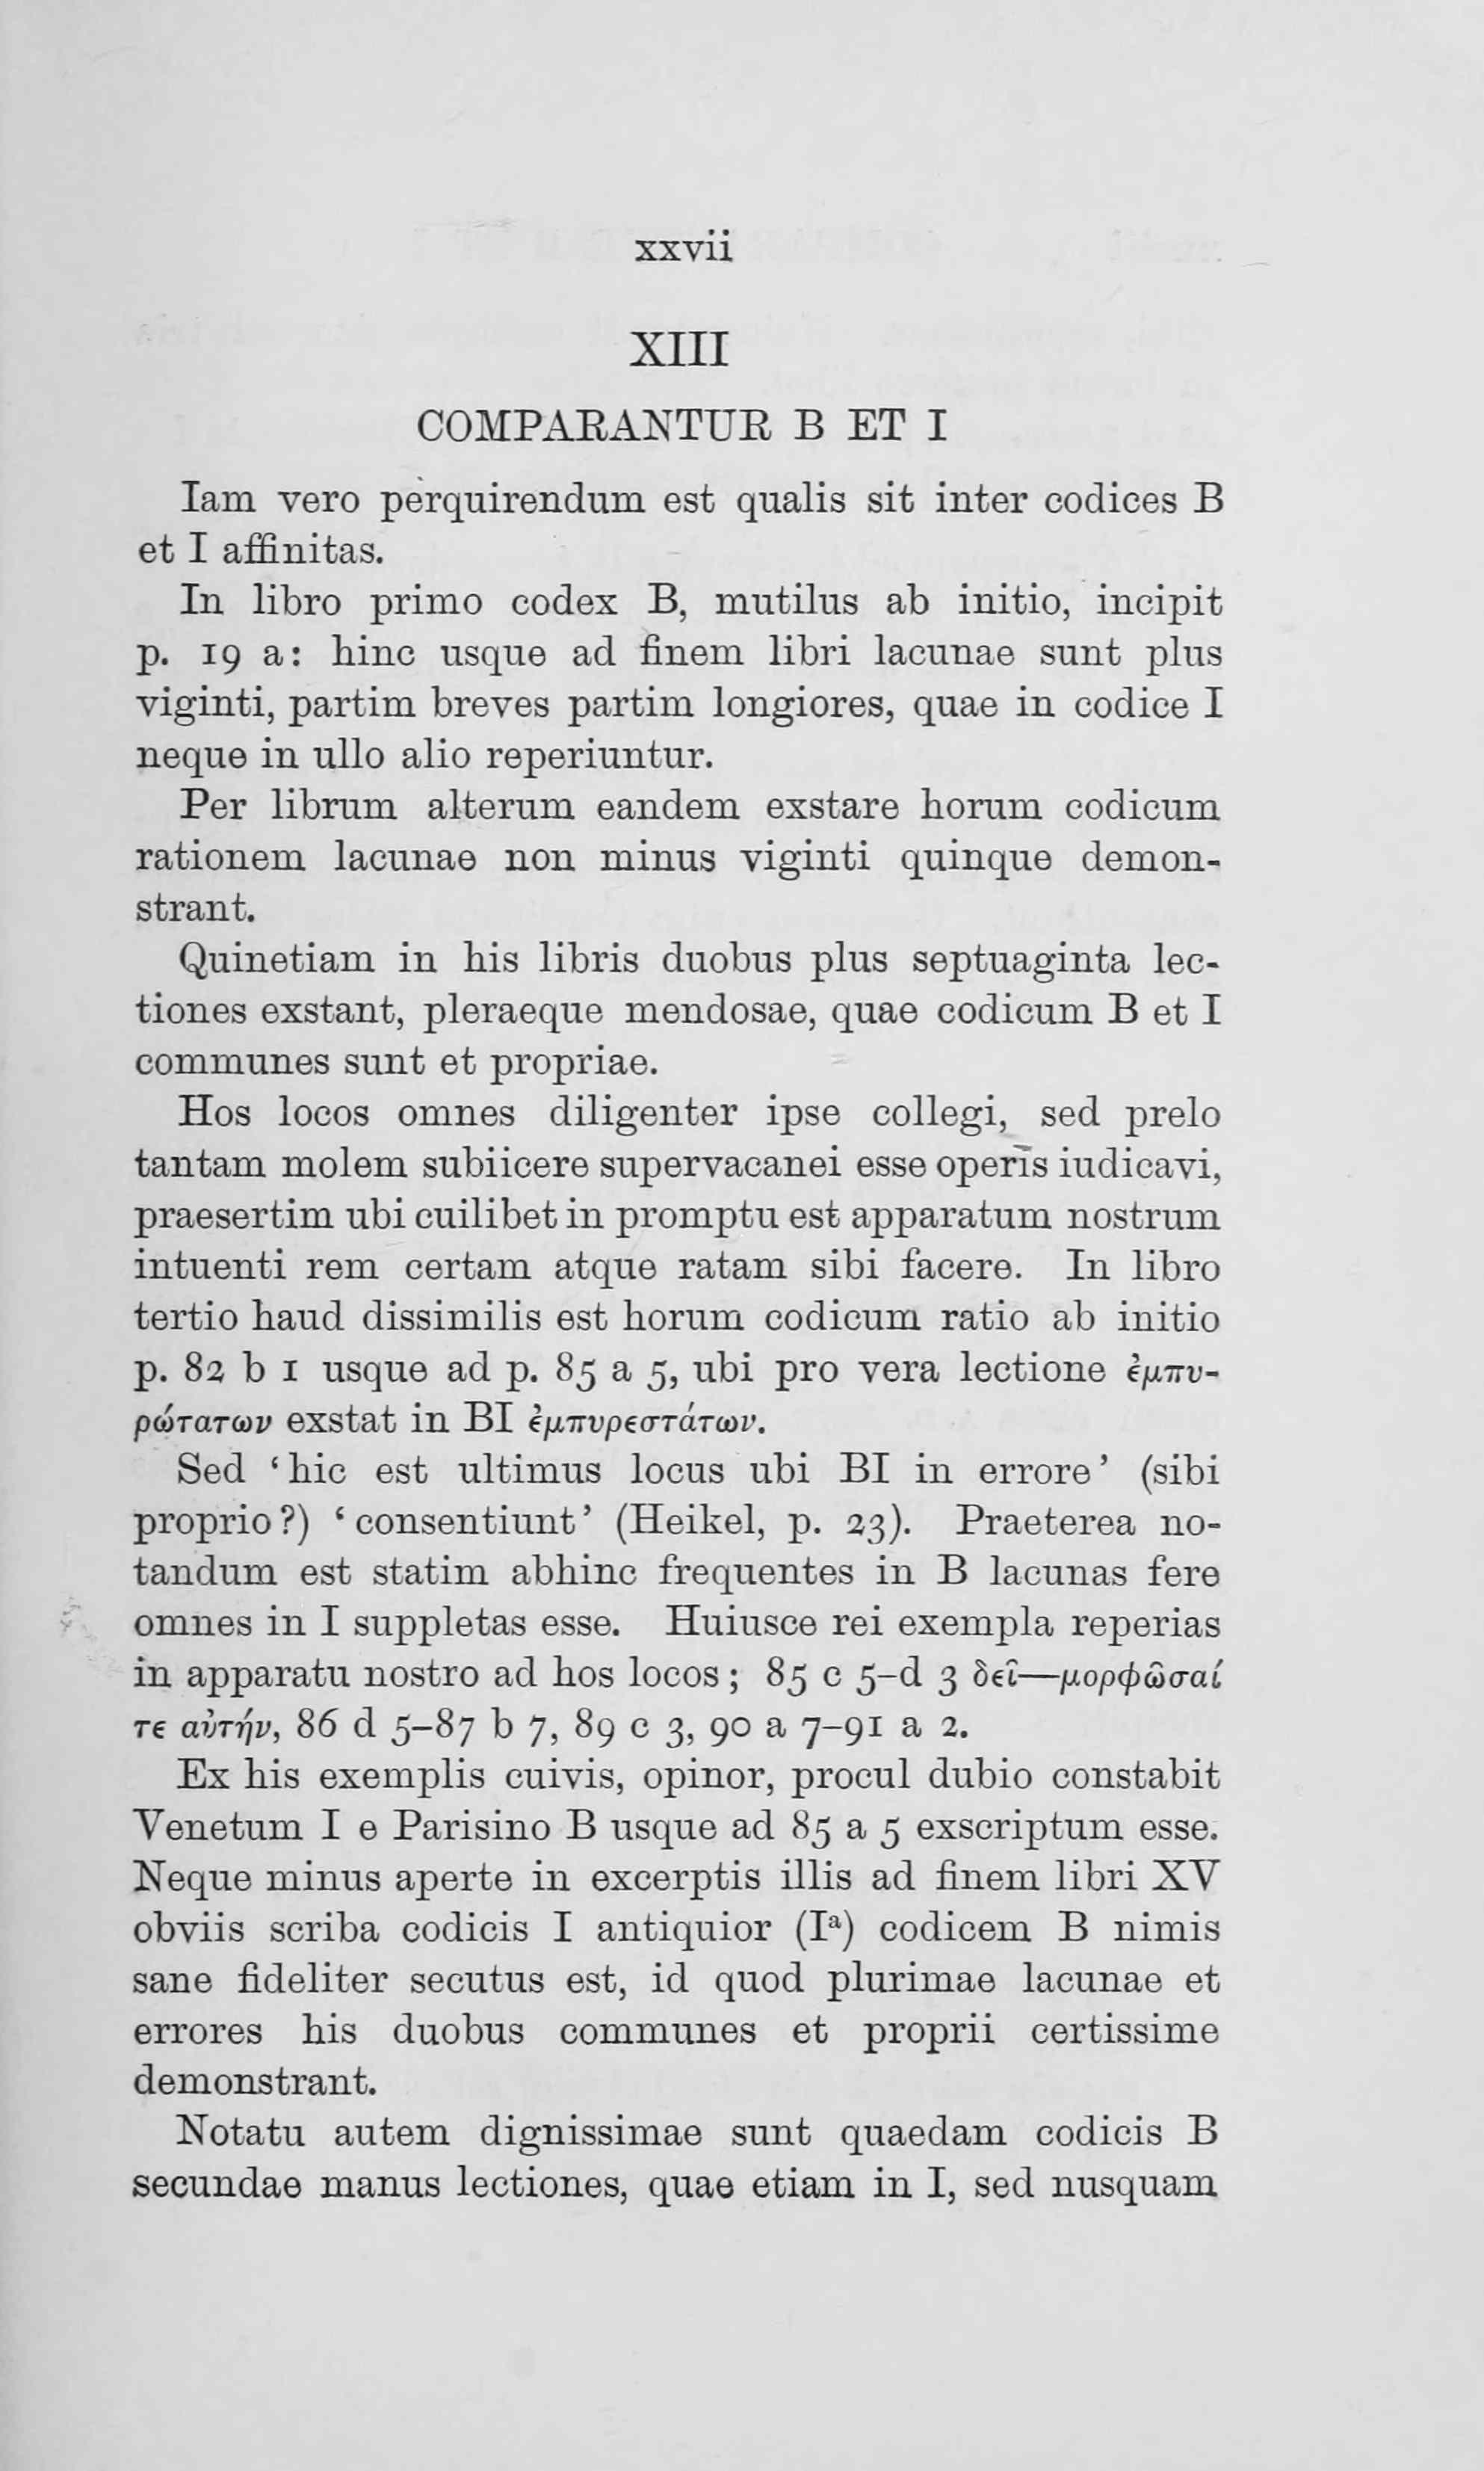 xxvii
XIII
COMPARANTUR B ET I
Iam vero perquirendum est qualis sit inter codices B
et I affinitas.
In libro primo codex B, mutilus ab initio, incipit
p. 19 a: hinc usque ad finem libri lacunae sunt plus
viginti, partim breves partim longiores, quae in codice I
neque in ullo alio reperiuntur.
Per librum alterum eandem exstare horum codicum
rationem lacunae non minus viginti quinque demon-
strant.
Quinetiam in his libris duobus plus septuaginta lec-
tiones exstant, pleraeque mendosae, quae codicum B et I
communes sunt et propriae.
Hos locos omnes diligenter ipse collegi, sed prelo
tantam molem subiicere supervacanei esse operis iudicavi,
praesertim ubi cuilibet in promptu est apparatum nostrum
intuenti rem certam atque ratam sibi facere. In libro
tertio haud dissimilis est horum codicum ratio ab initio
p. 82 b 1 usque ad p. 85 a 5, ubi pro vera lectione ἐμπυ-
ρώτατων exstat in BI ἐμπυρεστάτων.
Sed ‘hic est ultimus locus ubi BI in errore’ (sibi
proprio?) ‘consentiunt’ (Heikel, p. 23). Praeterea no-
tandum est statim abhinc frequentes in B lacunas fere
omnes in I suppletas esse. Huiusce rei exempla reperias
in apparatu nostro ad hos locos; 85 c 5–d 3 δεῖ—μορφῶσαί
τε αὐτήν, 86 d 5–87 b 7, 89 c 3, 90 a 7–91 a 2.
Ex his exemplis cuivis, opinor, procul dubio constabit
Venetum I e Parisino B usque ad 85 a 5 exscriptum esse.
Neque minus aperte in excerptis illis ad finem libri XV
obviis scriba codicis I antiquior (Iᵃ) codicem B nimis
sane fideliter secutus est, id quod plurimae lacunae et
errores his duobus communes et proprii certissime
demonstrant.
Notatu autem dignissimae sunt quaedam codicis B
secundae manus lectiones, quae etiam in I, sed nusquam